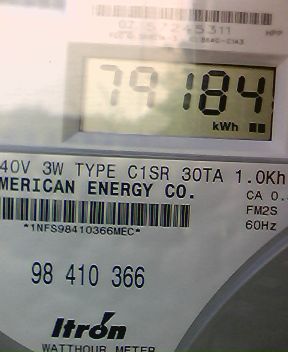 HPP
79184
kWh
40V 3W TYPE C1SR 30TA 1.0Kh
MERICAN ENERGY CO.
CA 0.
FM2S
*1NFS98410366MEC*
60Hz
98 410 366
Itron
WATTHOUR METER